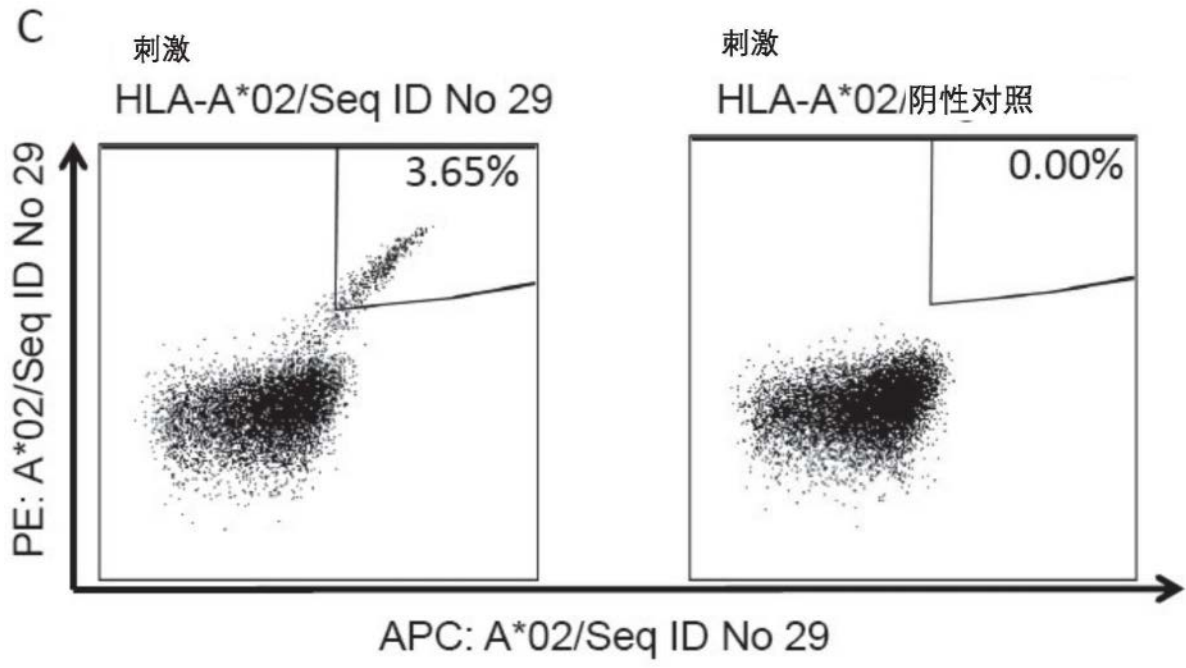 C
刺激
HLA-A*02/Seq ID No 29
刺激
HLA-A*02/阴性对照
3.65%
0.00%
PE: A*02/Seq ID No 29
APC: A*02/Seq ID No 29